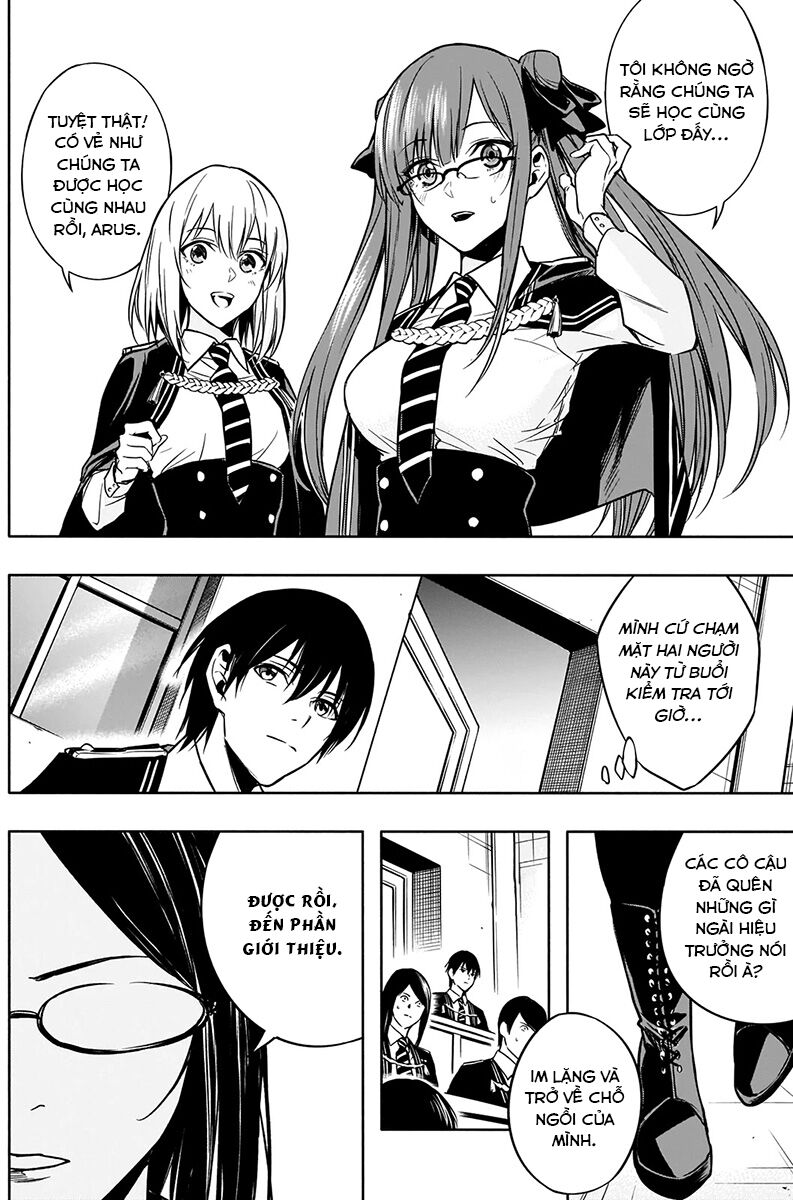 TÔI KHÔNG NGỜ
RẰNG CHÚNG TA
SẼ HỌC CÙNG
LỚP ĐẤY...
TUYỆT THẬT!
CÓ VẺ NHƯ
CHÚNG TA
ĐƯỢC HỌC
CÙNG NHAU
RỒI, ARUS.
MÌNH CỨ CHẠM
MẶT HAI NGƯỜI
NÀY TỪ BUỔI
KIỂM TRA TỚI
GIỜ...
CÁC CÔ CẬU
ĐÃ QUÊN
NHỮNG GÌ
NGÀI HIỆU
TRƯỞNG NÓI
RỒI À?
IM LẶNG VÀ
TRỞ VỀ CHỖ
NGỒI CỦA
MÌNH.
ĐƯỢC RỒI,
ĐẾN PHẦN
GIỚI THIỆU.